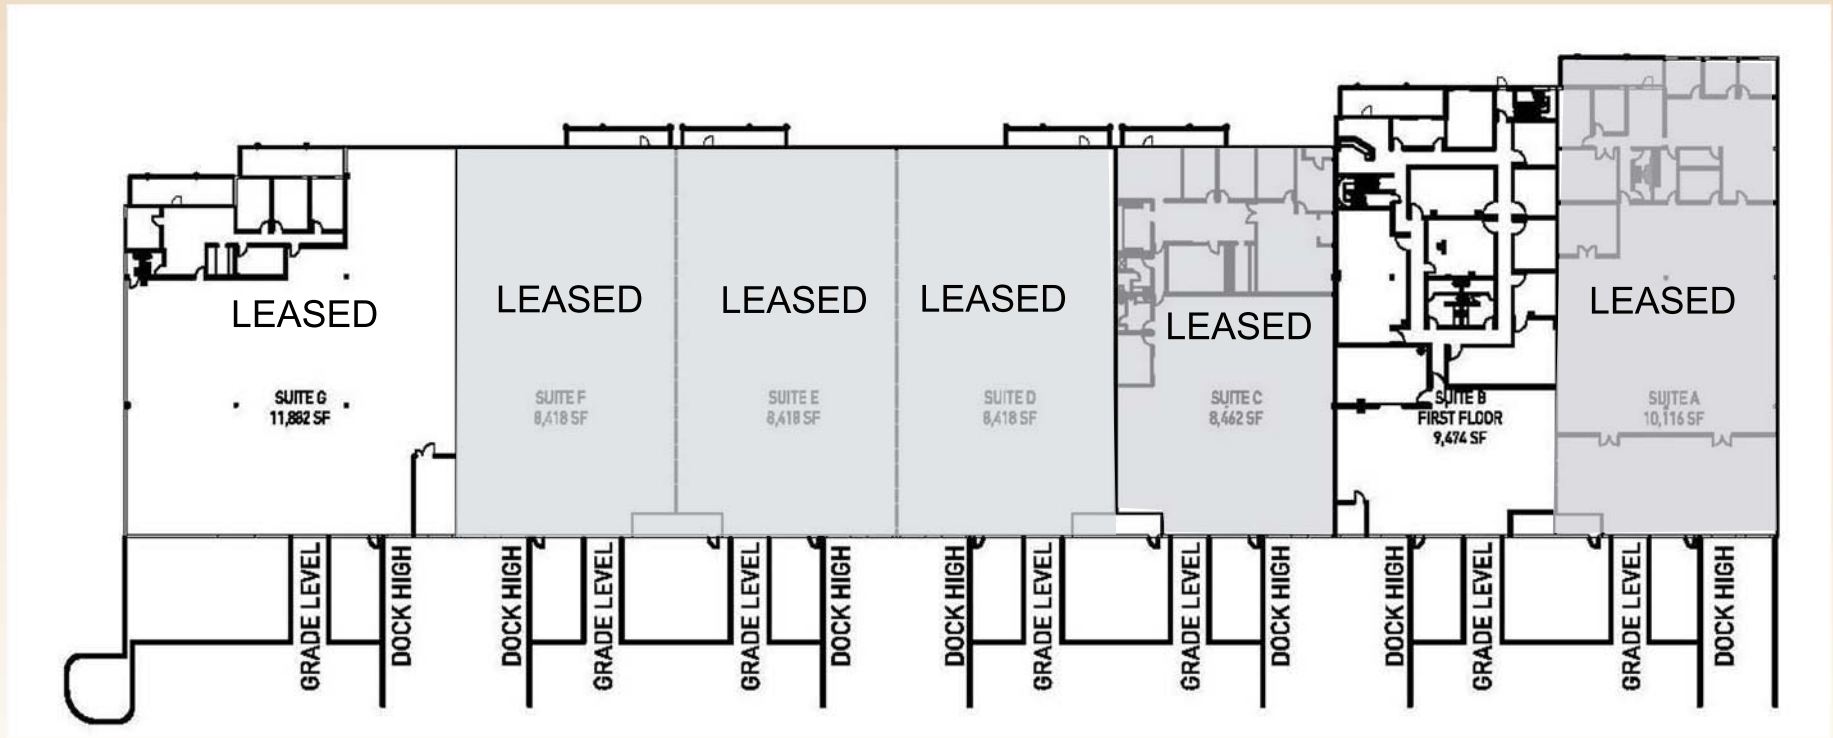 LEASED
LEASED
LEASED
LEASED
LEASED
LEASED
SUITE G
11,882 SF
SUITE F
8,418 SF
SUITE E
8,418 SF
SUITE D
8,418 SF
SUITE C
8,462 SF
SUITE B
FIRST FLOOR
9,474 SF
SUITE A
10,116 SF
GRADE LEVEL
DOCK HIGH
DOCK HIGH
GRADE LEVEL
GRADE LEVEL
DOCK HIGH
DOCK HIGH
GRADE LEVEL
GRADE LEVEL
DOCK HIGH
DOCK HIGH
GRADE LEVEL
GRADE LEVEL
DOCK HIGH